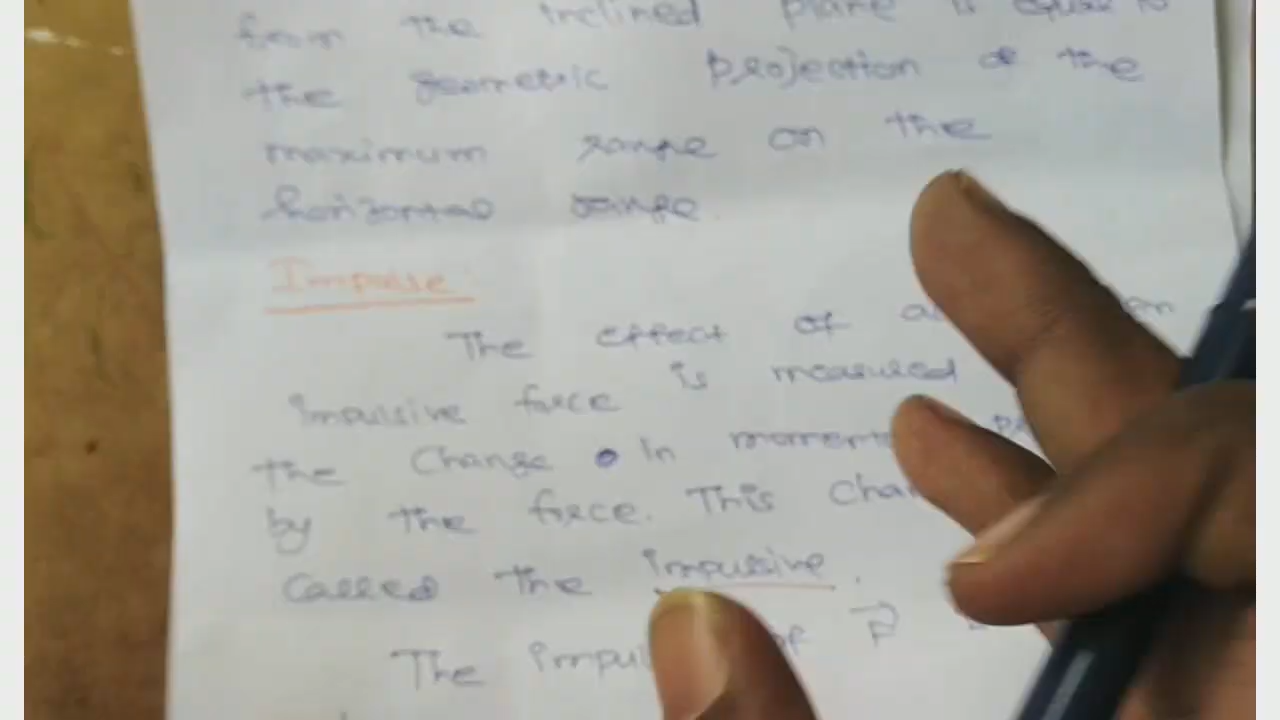 from the inclined plane is equal to
the geometric projection of the
maximum range on the
horizontal range.
Impulse
The effect of
impulsive force is measured
the change in
by the force. This
called the impulsive.
The of F